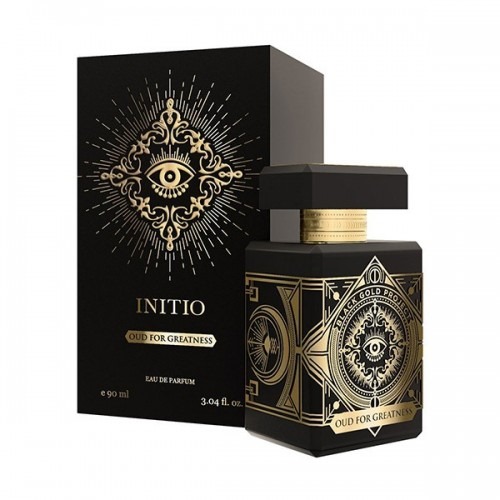 INITIO
OUD FOR GREATNESS
EAU DE PARFUM
e 90 ml
3.04 fl. oz.
BLACK GOLD PROJECT
OUD FOR GREATNESS